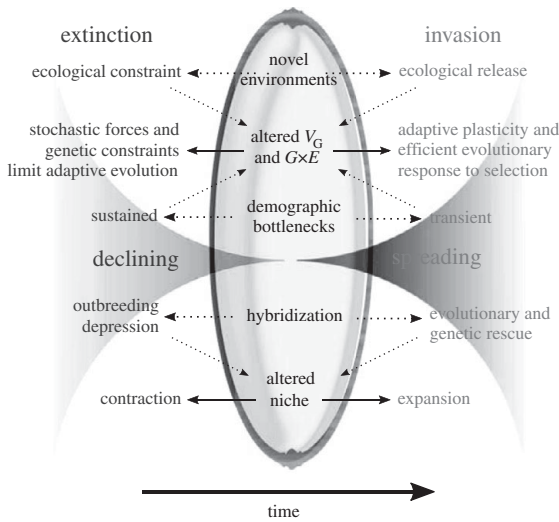 extinction
invasion
novel
environments
ecological constraint
ecological release
stochastic forces and
genetic constraints
limit adaptive evolution
altered V_G
and G×E
adaptive plasticity and
efficient evolutionary
response to selection
sustained
demographic
bottlenecks
transient
declining
spreading
outbreeding
depression
hybridization
evolutionary and
genetic rescue
altered
niche
contraction
expansion
time